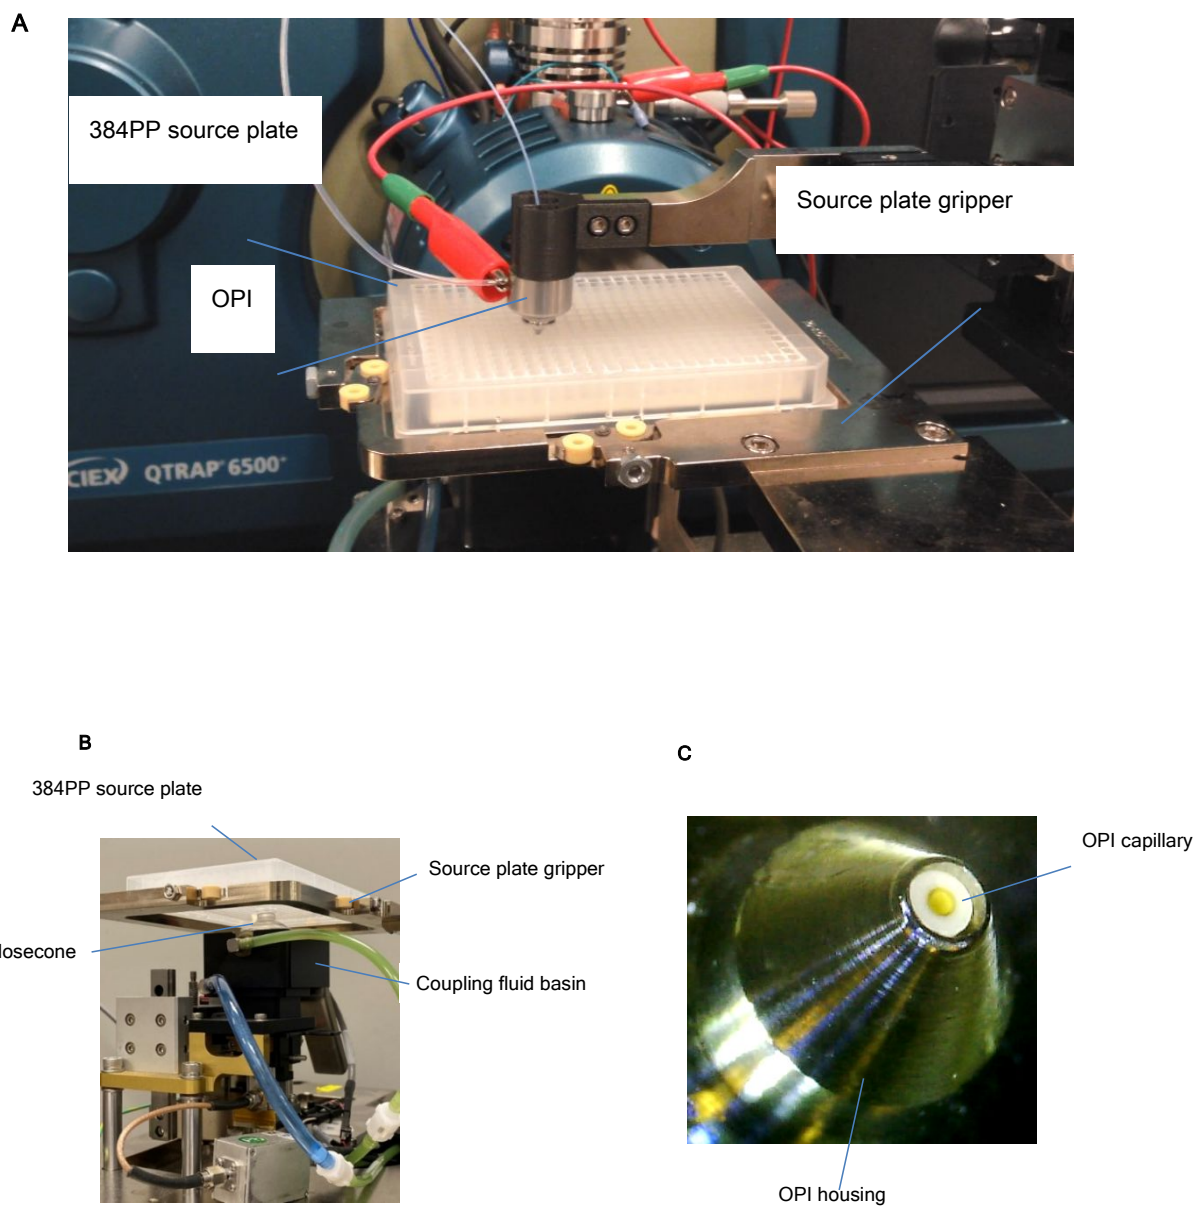 A
384PP source plate
Source plate gripper
OPI
CIEX QTRAP 6500+
B
C
384PP source plate
OPI capillary
Source plate gripper
losecone
Coupling fluid basin
OPI housing